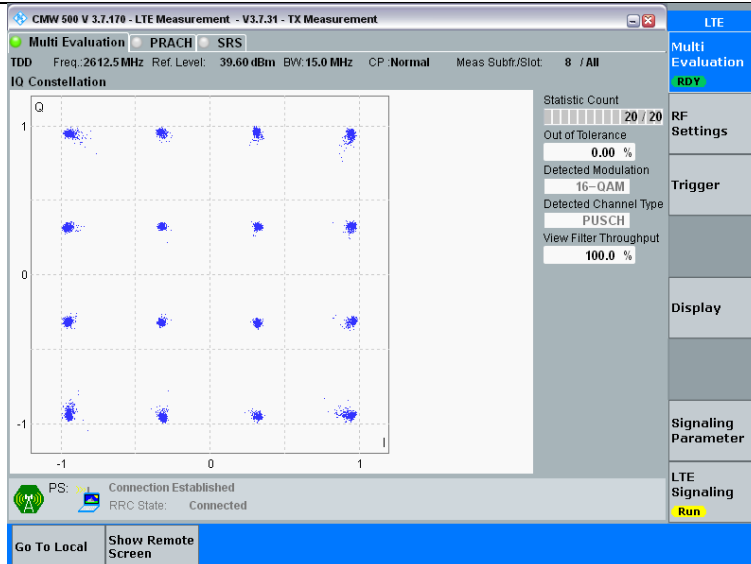 CMW 500 V 3.7.170 - LTE Measurement - V3.7.31 - TX Measurement
LTE
Multi Evaluation PRACH SRS
Multi
Evaluation
RDY
TDD Freq.:2612.5 MHz Ref. Level: 39.60 dBm BW:15.0 MHz CP :Normal Meas Subfr./Slot: 8 / All
IQ Constellation
Q
1
0
-1
-1 0 1
I
Statistic Count
20 / 20
Out of Tolerance
0.00 %
Detected Modulation
16-QAM
Detected Channel Type
PUSCH
View Filter Throughput
100.0 %
RF
Settings
Trigger
Display
Signaling
Parameter
LTE
Signaling
Run
PS: Connection Established
RRC State: Connected
Go To Local
Show Remote
Screen